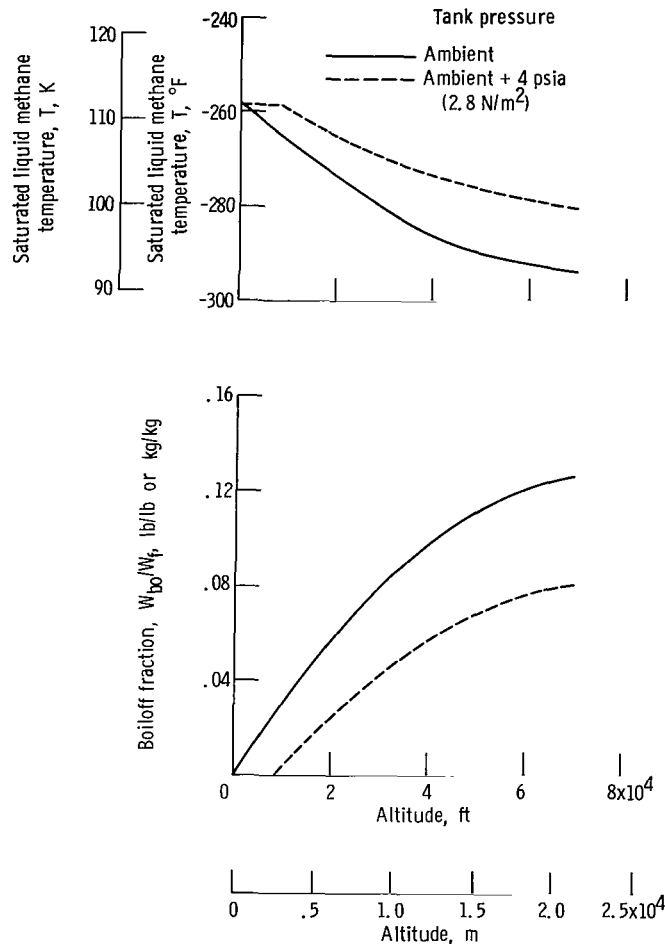 Tank pressure
Ambient
Ambient + 4 psia
(2.8 N/m²)
Saturated liquid methane
temperature, T, K
120
110
100
90
Saturated liquid methane
temperature, T, °F
-240
-260
-280
-300
Boiloff fraction, W_bo/W_f, lb/lb or kg/kg
.16
.12
.08
.04
0 2 4 6 8x10⁴
Altitude, ft
0 .5 1.0 1.5 2.0 2.5x10⁴
Altitude, m